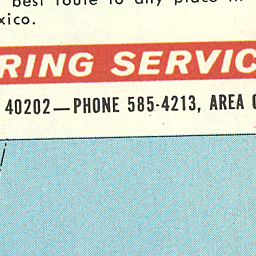 best route to any place in
xico.
RING SERVIC
40202—PHONE 585-4213, AREA